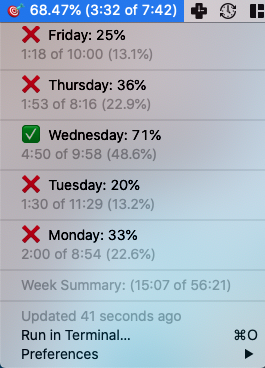 68.47% (3:32 of 7:42)
Friday: 25%
1:18 of 10:00 (13.1%)
Thursday: 36%
1:53 of 8:16 (22.9%)
Wednesday: 71%
4:50 of 9:58 (48.6%)
Tuesday: 20%
1:30 of 11:29 (13.2%)
Monday: 33%
2:00 of 8:54 (22.6%)
Week Summary: (15:07 of 56:21)
Updated 41 seconds ago
Run in Terminal... ⌘O
Preferences